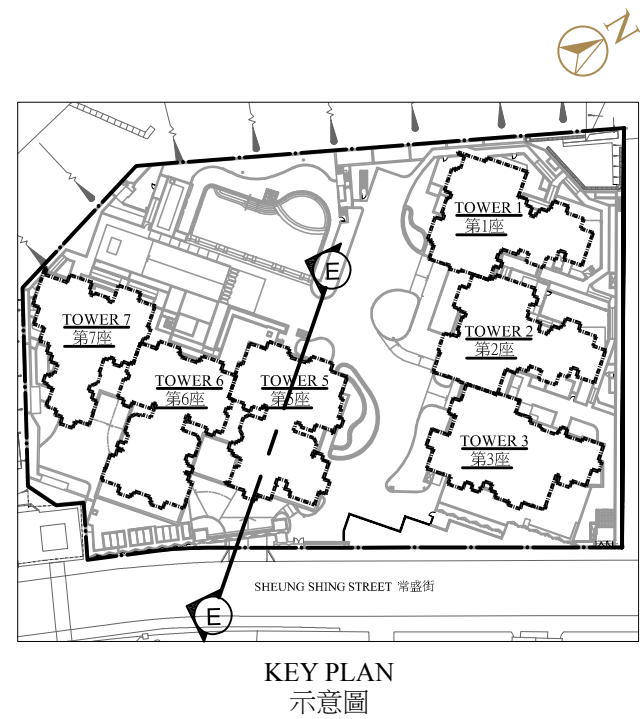 N
TOWER 1
第1座
TOWER 2
第2座
TOWER 3
第3座
E
TOWER 7
第7座
TOWER 6
第6座
TOWER 5
第5座
E
SHEUNG SHING STREET 常盛街
KEY PLAN
示意圖